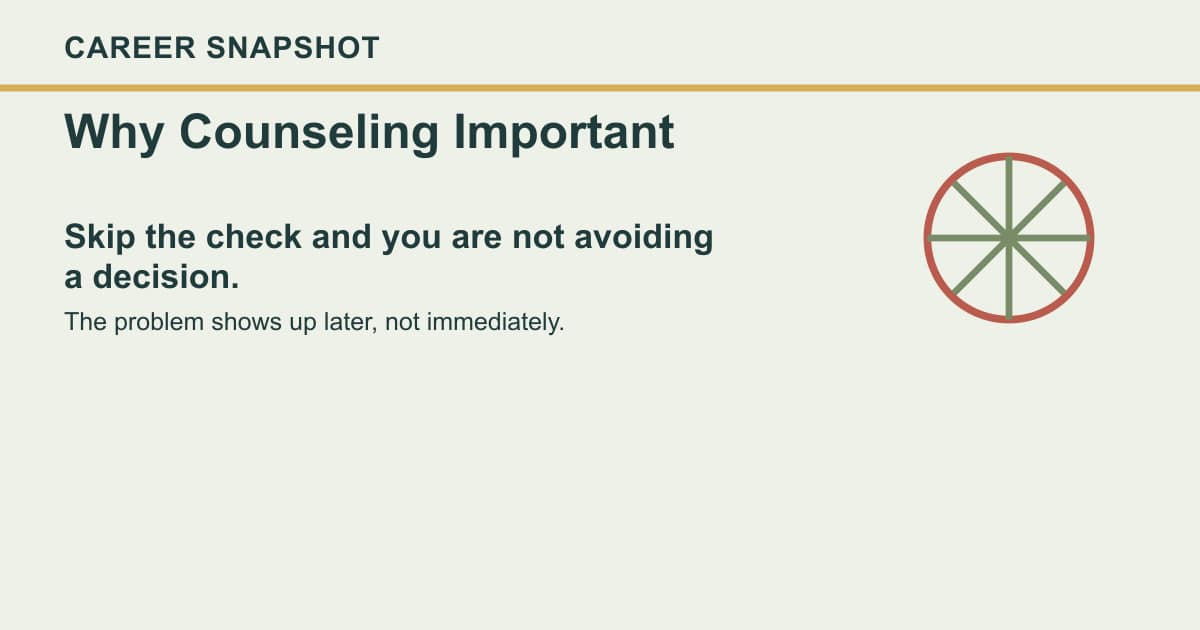 CAREER SNAPSHOT
Why Counseling Important
Skip the check and you are not avoiding
a decision.
The problem shows up later, not immediately.